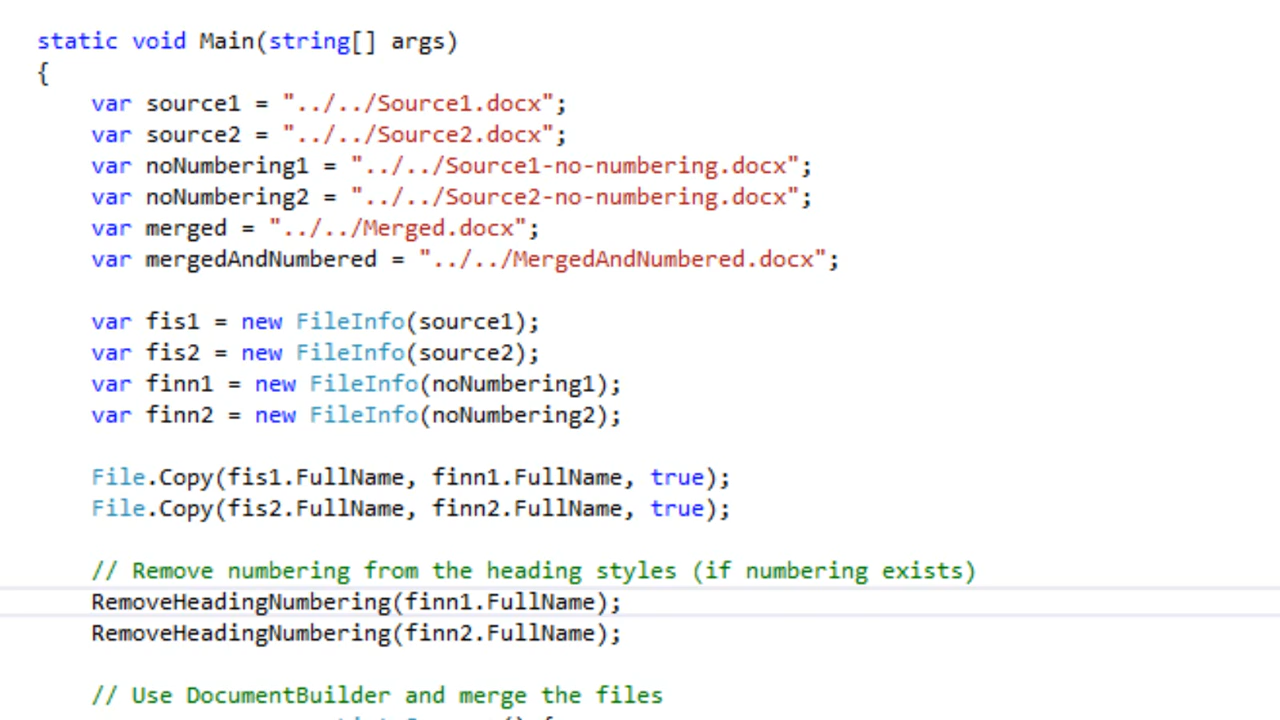 static void Main(string[] args)
{
var source1 = "../../Source1.docx";
var source2 = "../../Source2.docx";
var noNumbering1 = "../../Source1-no-numbering.docx";
var noNumbering2 = "../../Source2-no-numbering.docx";
var merged = "../../Merged.docx";
var mergedAndNumbered = "../../MergedAndNumbered.docx";
var fis1 = new FileInfo(source1);
var fis2 = new FileInfo(source2);
var finn1 = new FileInfo(noNumbering1);
var finn2 = new FileInfo(noNumbering2);
File.Copy(fis1.FullName, finn1.FullName, true);
File.Copy(fis2.FullName, finn2.FullName, true);
// Remove numbering from the heading styles (if numbering exists)
RemoveHeadingNumbering(finn1.FullName);
RemoveHeadingNumbering(finn2.FullName);
// Use DocumentBuilder and merge the files